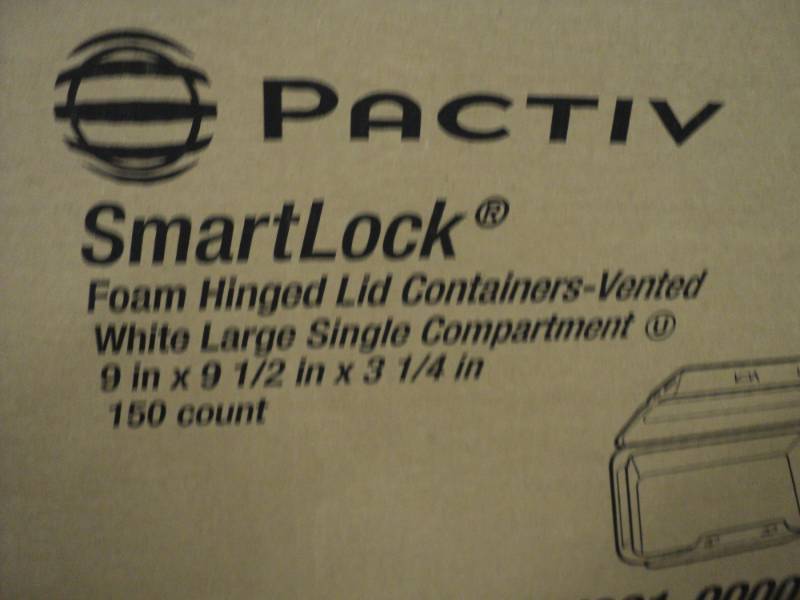 PACTIV
SmartLock®
Foam Hinged Lid Containers-Vented
White Large Single Compartment Ⓤ
9 in x 9 1/2 in x 3 1/4 in
150 count